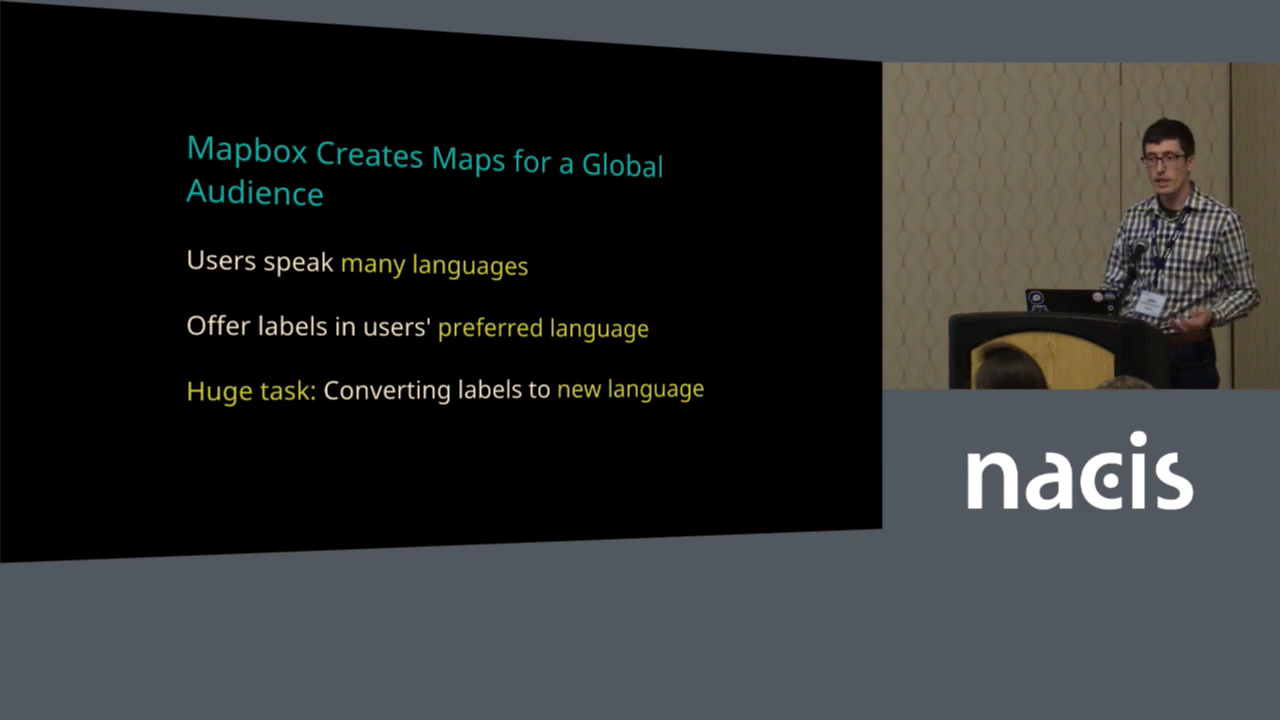 Mapbox Creates Maps for a Global
Audience
Users speak many languages
Offer labels in users' preferred language
Huge task: Converting labels to new language
nacis